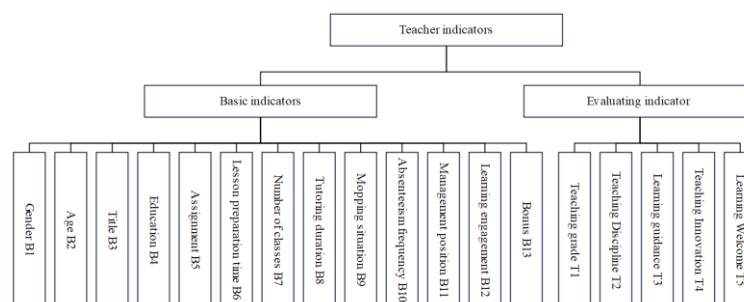 Teacher indicators
Basic indicators
Evaluating indicator
Gender B1
Age B2
Title B3
Education B4
Assignment B5
Lesson preparation time B6
Number of classes B7
Tutoring duration B8
Mopping situation B9
Absenteeism frequency B10
Management position B11
Learning engagement B12
Bonus B13
Teaching grade T1
Teaching Discipline T2
Learning guidance T3
Teaching Innovation T4
Learning Welcome T5